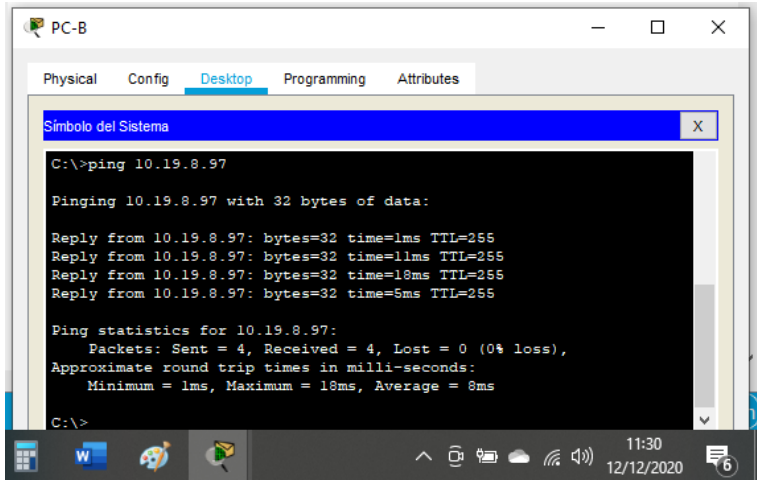 PC-B
Physical Config Desktop Programming Attributes
Símbolo del Sistema X
C:\>ping 10.19.8.97
Pinging 10.19.8.97 with 32 bytes of data:
Reply from 10.19.8.97: bytes=32 time=1ms TTL=255
Reply from 10.19.8.97: bytes=32 time=11ms TTL=255
Reply from 10.19.8.97: bytes=32 time=18ms TTL=255
Reply from 10.19.8.97: bytes=32 time=5ms TTL=255
Ping statistics for 10.19.8.97:
Packets: Sent = 4, Received = 4, Lost = 0 (0% loss),
Approximate round trip times in milli-seconds:
Minimum = 1ms, Maximum = 18ms, Average = 8ms
C:\>
W
11:30
12/12/2020
6